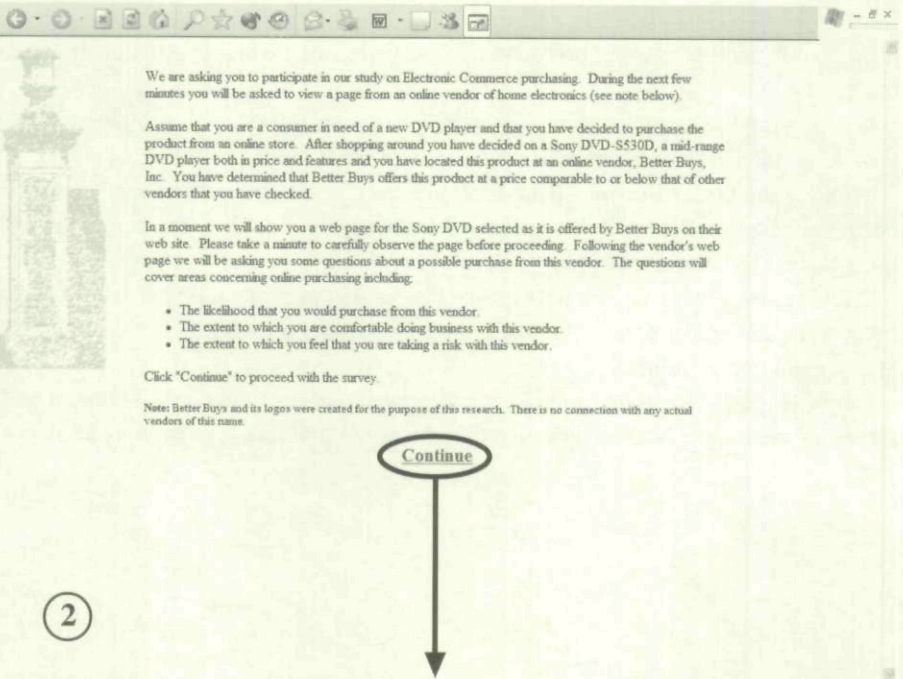 We are asking you to participate in our study on Electronic Commerce purchasing. During the next few
minutes you will be asked to view a page from an online vendor of home electronics (see note below).
Assume that you are a consumer in need of a new DVD player and that you have decided to purchase the
product from an online store. After shopping around you have decided on a Sony DVD-S530D, a mid-range
DVD player both in price and features and you have located this product at an online vendor, Better Buys,
Inc. You have determined that Better Buys offers this product at a price comparable to or below that of other
vendors that you have checked.
In a moment we will show you a web page for the Sony DVD selected as it is offered by Better Buys on their
web site. Please take a minute to carefully observe the page before proceeding. Following the vendor's web
page we will be asking you some questions about a possible purchase from this vendor. The questions will
cover areas concerning online purchasing including:
• The likelihood that you would purchase from this vendor.
• The extent to which you are comfortable doing business with this vendor.
• The extent to which you feel that you are taking a risk with this vendor.
Click "Continue" to proceed with the survey.
Note: Better Buys and its logos were created for the purpose of this research. There is no connection with any actual
vendors of this name.
Continue
2